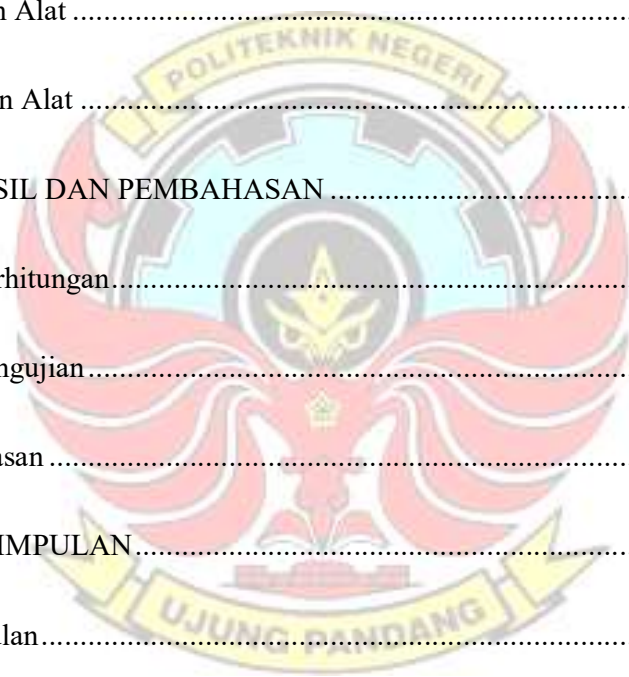 n Alat ................................................................
POLITEKNIK NEGERI
n Alat ................................................................
SIL DAN PEMBAHASAN ....................................
rhitungan............................................................
ngujian...............................................................
asan ...................................................................
IMPULAN..........................................................
UJUNG PANDANG
lan......................................................................